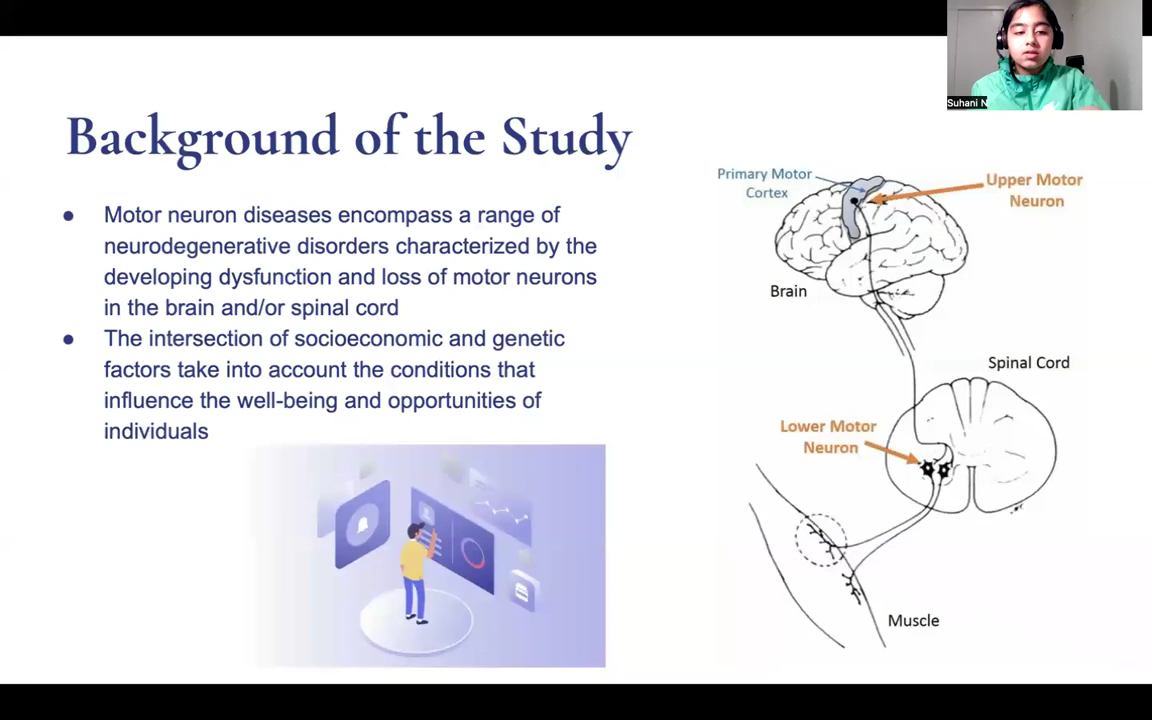 Suhani N
Background of the Study
● Motor neuron diseases encompass a range of
neurodegenerative disorders characterized by the
developing dysfunction and loss of motor neurons
in the brain and/or spinal cord
● The intersection of socioeconomic and genetic
factors take into account the conditions that
influence the well-being and opportunities of
individuals
Primary Motor
Cortex
Upper Motor
Neuron
Brain
Spinal Cord
Lower Motor
Neuron
Muscle